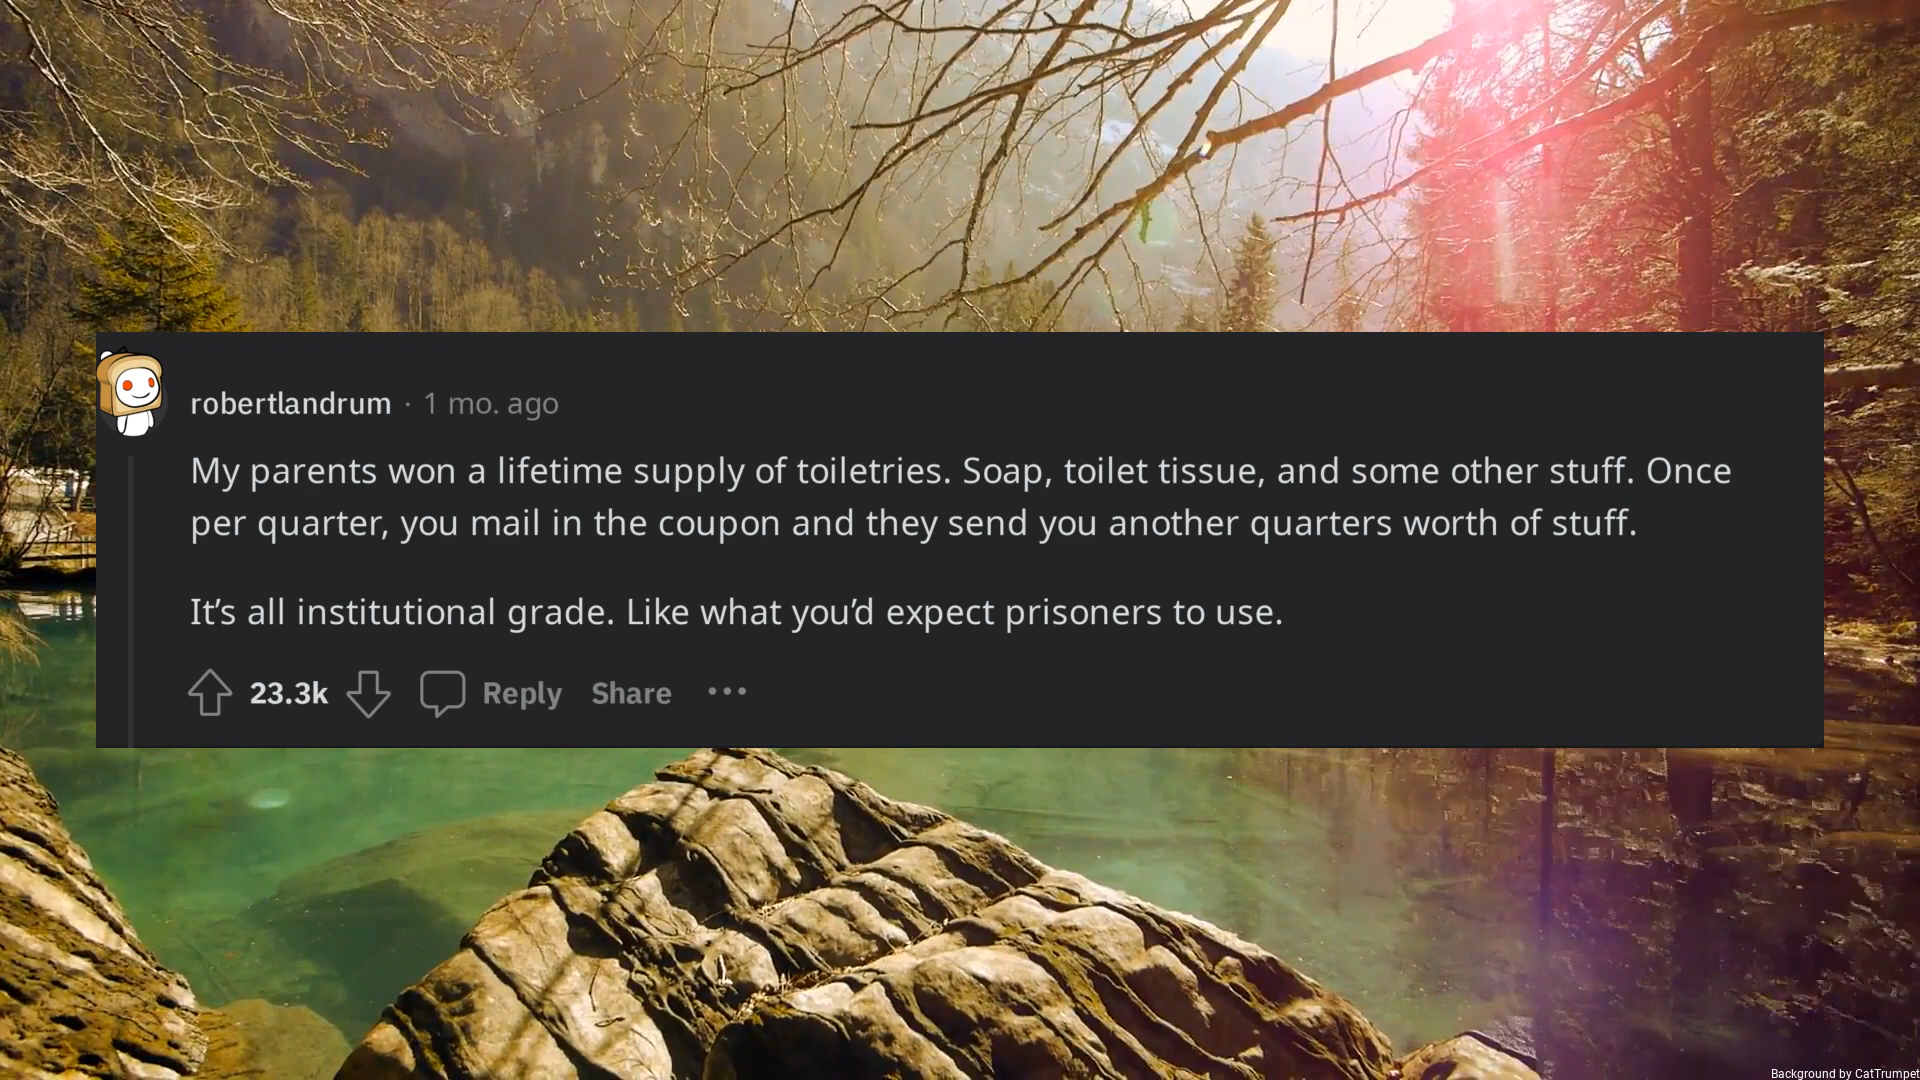 robertlandrum · 1 mo. ago
My parents won a lifetime supply of toiletries. Soap, toilet tissue, and some other stuff. Once
per quarter, you mail in the coupon and they send you another quarters worth of stuff.
It’s all institutional grade. Like what you’d expect prisoners to use.
23.3k Reply Share ···
Background by CatTrumpet